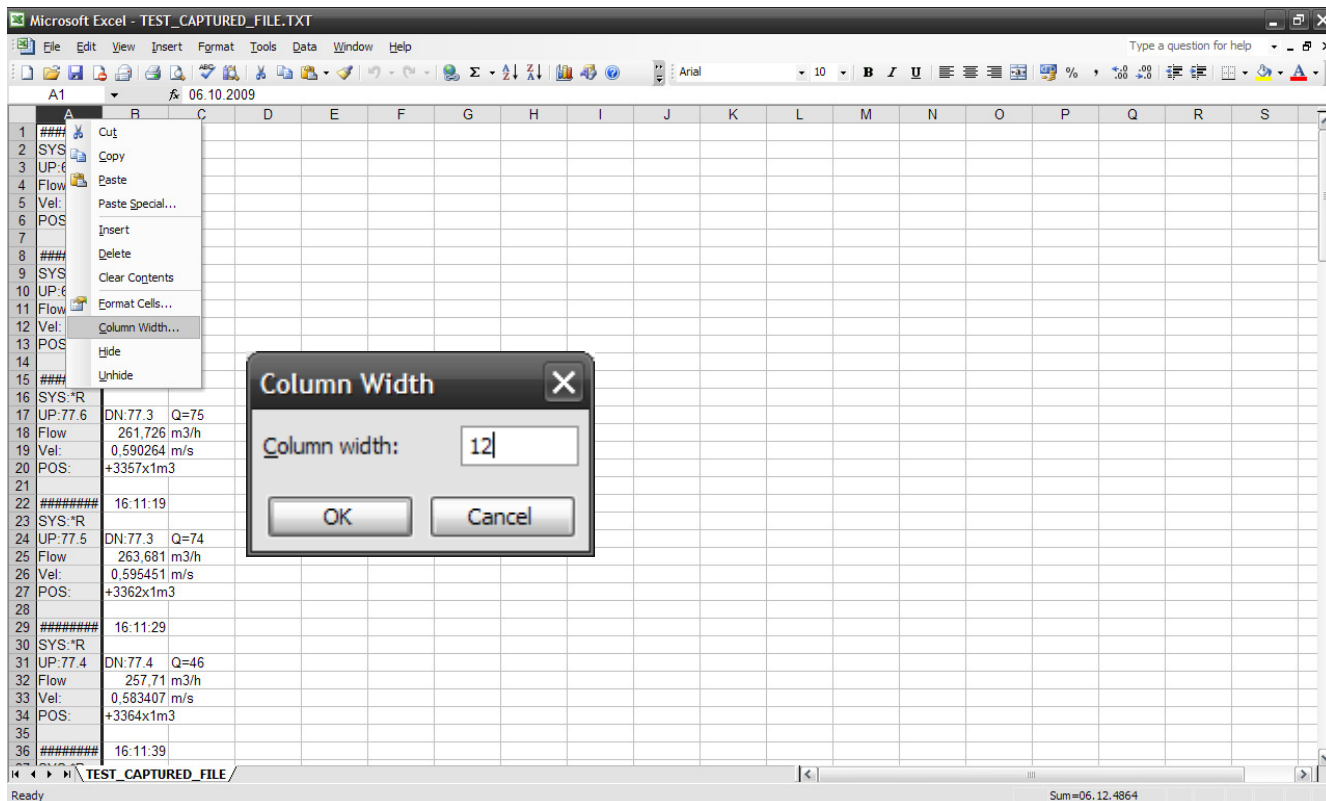 Microsoft Excel - TEST_CAPTURED_FILE.TXT
File Edit View Insert Format Tools Data Window Help Type a question for help
Arial 10 B I U
A1 fx 06.10.2009
A B C D E F G H I J K L M N O P Q R S
1 ####
2 SYS
3 UP:6
4 Flow
5 Vel:
6 POS
7
8 ####
9 SYS
10 UP:6
11 Flow
12 Vel:
13 POS
14
15 ####
Cut
Copy
Paste
Paste Special...
Insert
Delete
Clear Contents
Format Cells...
Column Width...
Hide
Unhide
16 SYS:*R
17 UP:77.6 DN:77.3 Q=75
18 Flow 261,726 m3/h
19 Vel: 0,590264 m/s
20 POS: +3357x1m3
21
22 ######## 16:11:19
23 SYS:*R
24 UP:77.5 DN:77.3 Q=74
25 Flow 263,681 m3/h
26 Vel: 0,595451 m/s
27 POS: +3362x1m3
28
29 ######## 16:11:29
30 SYS:*R
31 UP:77.4 DN:77.4 Q=46
32 Flow 257,71 m3/h
33 Vel: 0,583407 m/s
34 POS: +3364x1m3
35
36 ######## 16:11:39
Column Width
Column width: 12
OK Cancel
TEST_CAPTURED_FILE
Ready Sum=06.12.4864